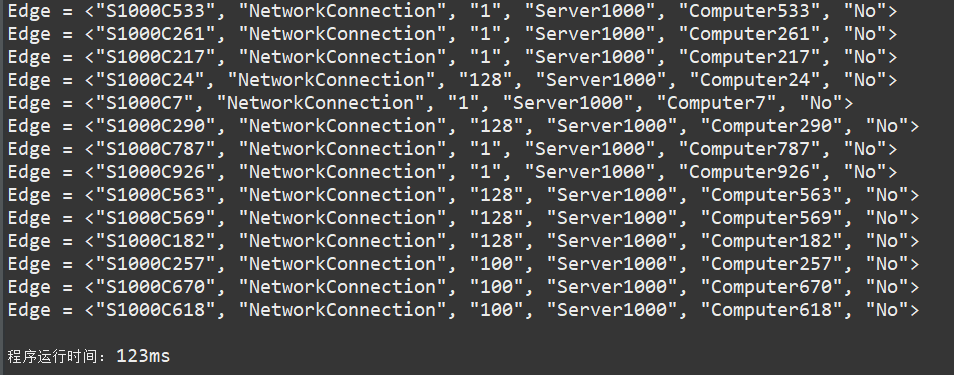 Edge = <"S1000C533", "NetworkConnection", "1", "Server1000", "Computer533", "No">
Edge = <"S1000C261", "NetworkConnection", "1", "Server1000", "Computer261", "No">
Edge = <"S1000C217", "NetworkConnection", "1", "Server1000", "Computer217", "No">
Edge = <"S1000C24", "NetworkConnection", "128", "Server1000", "Computer24", "No">
Edge = <"S1000C7", "NetworkConnection", "1", "Server1000", "Computer7", "No">
Edge = <"S1000C290", "NetworkConnection", "128", "Server1000", "Computer290", "No">
Edge = <"S1000C787", "NetworkConnection", "1", "Server1000", "Computer787", "No">
Edge = <"S1000C926", "NetworkConnection", "1", "Server1000", "Computer926", "No">
Edge = <"S1000C563", "NetworkConnection", "128", "Server1000", "Computer563", "No">
Edge = <"S1000C569", "NetworkConnection", "128", "Server1000", "Computer569", "No">
Edge = <"S1000C182", "NetworkConnection", "128", "Server1000", "Computer182", "No">
Edge = <"S1000C257", "NetworkConnection", "100", "Server1000", "Computer257", "No">
Edge = <"S1000C670", "NetworkConnection", "100", "Server1000", "Computer670", "No">
Edge = <"S1000C618", "NetworkConnection", "100", "Server1000", "Computer618", "No">
程序运行时间：123ms